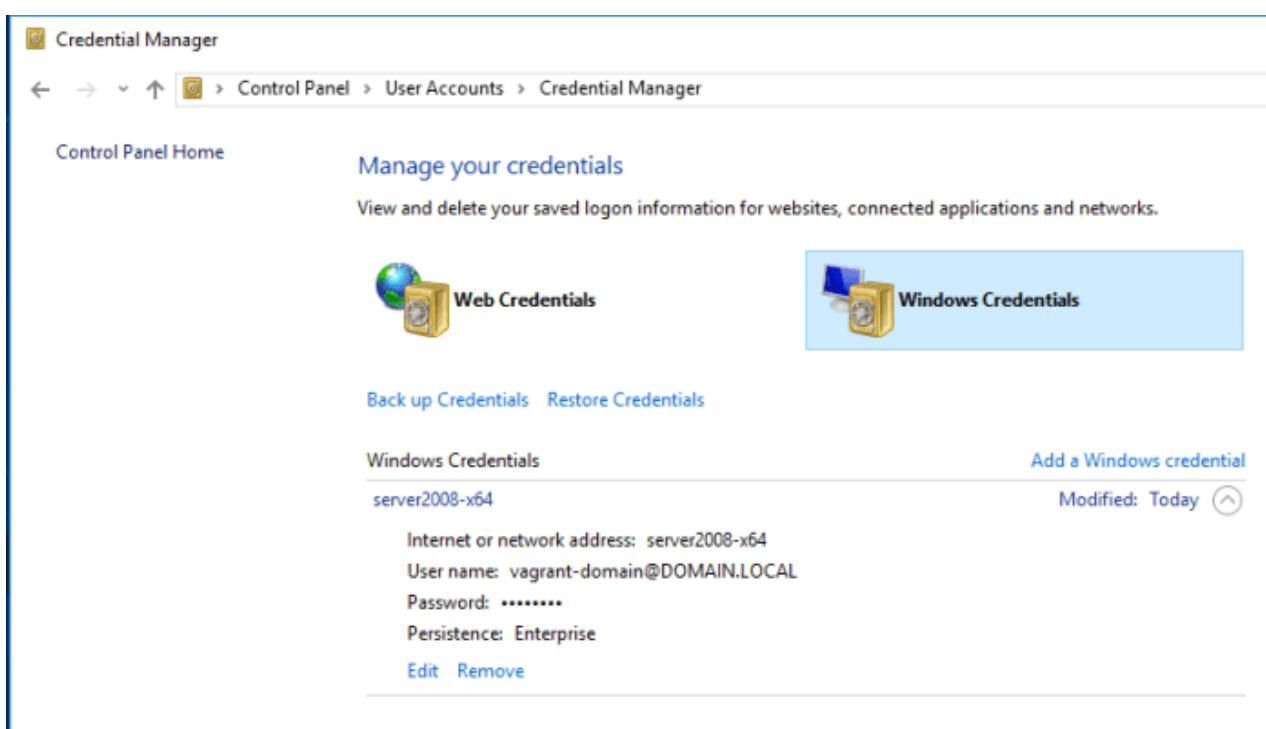 Credential Manager
Control Panel > User Accounts > Credential Manager
Control Panel Home
Manage your credentials
View and delete your saved logon information for websites, connected applications and networks.
Web Credentials
Windows Credentials
Back up Credentials Restore Credentials
Windows Credentials Add a Windows credential
server2008-x64 Modified: Today
Internet or network address: server2008-x64
User name: vagrant-domain@DOMAIN.LOCAL
Password: ••••••••
Persistence: Enterprise
Edit Remove